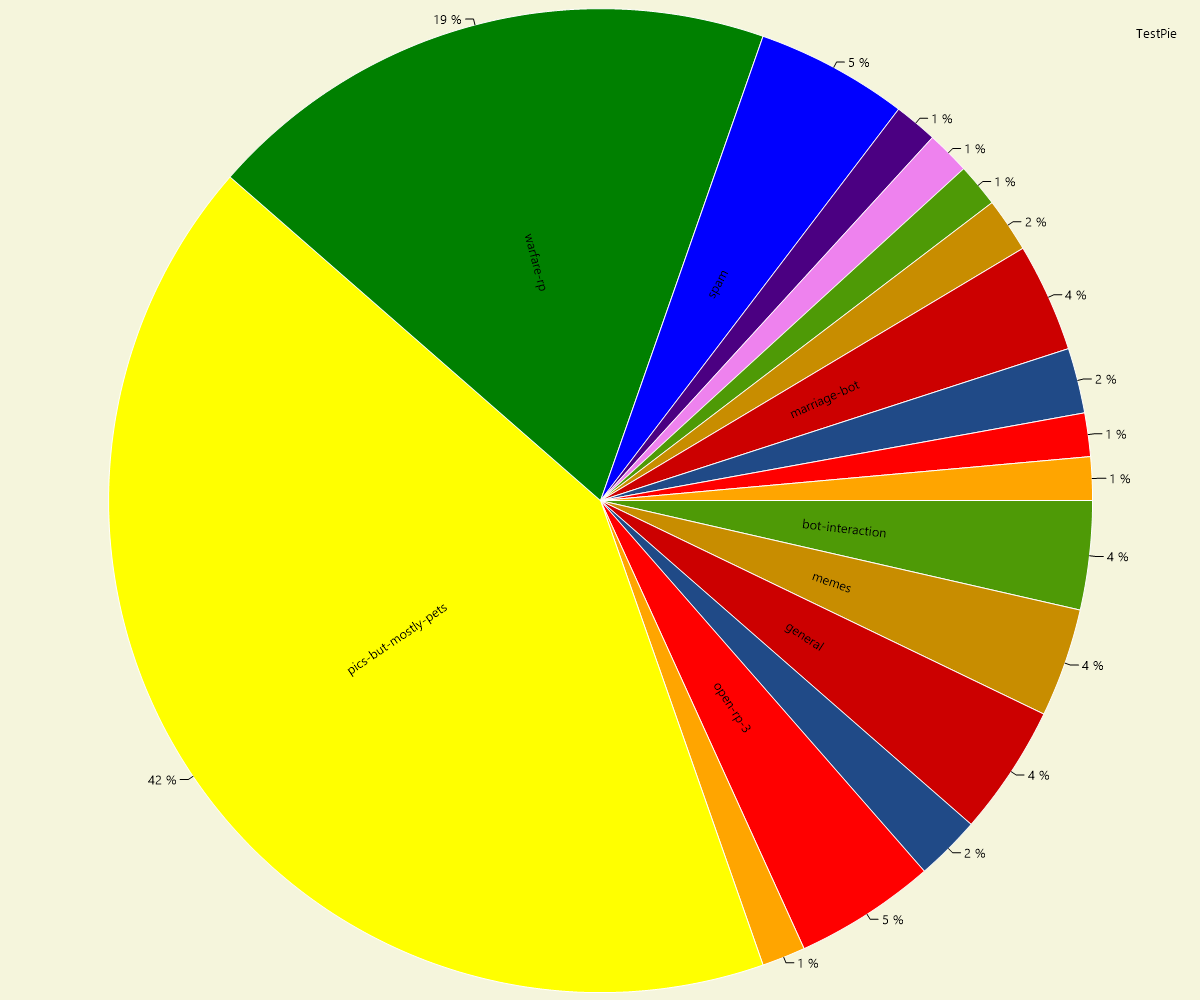 19 %
TestPie
5 %
1 %
1 %
1 %
2 %
warfare-rp
spam
4 %
marriage-bot
2 %
1 %
1 %
bot-interaction
4 %
memes
pics-but-mostly-pets
general
4 %
open-rp-3
4 %
42 %
2 %
5 %
1 %